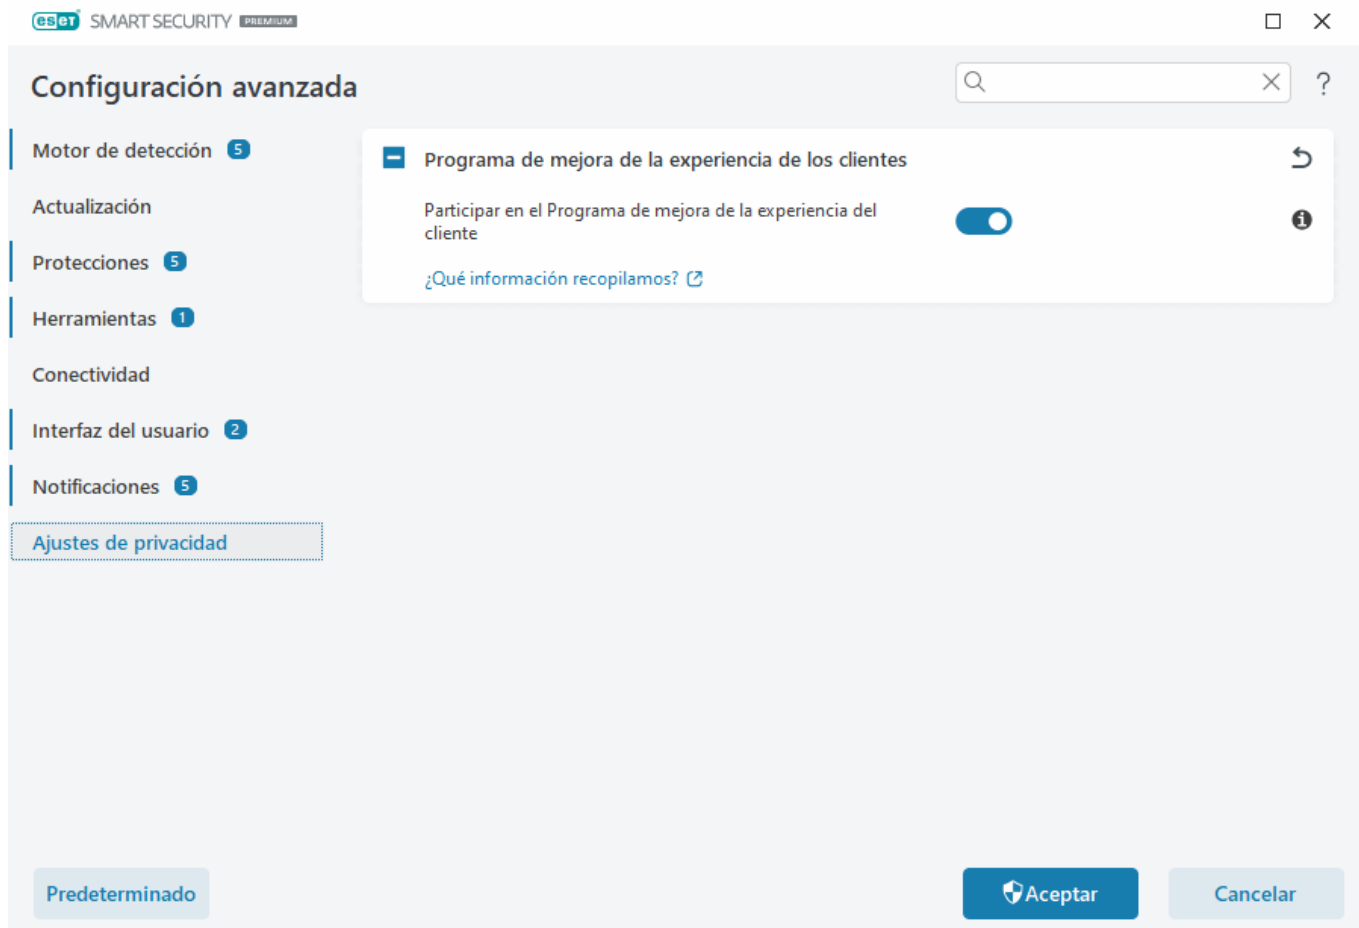 eset SMART SECURITY PREMIUM
Configuración avanzada
?
Motor de detección 5
Actualización
Protecciones 5
Herramientas 1
Conectividad
Interfaz del usuario 2
Notificaciones 5
Ajustes de privacidad
Programa de mejora de la experiencia de los clientes
Participar en el Programa de mejora de la experiencia del
cliente
¿Qué información recopilamos?
Predeterminado
Aceptar
Cancelar